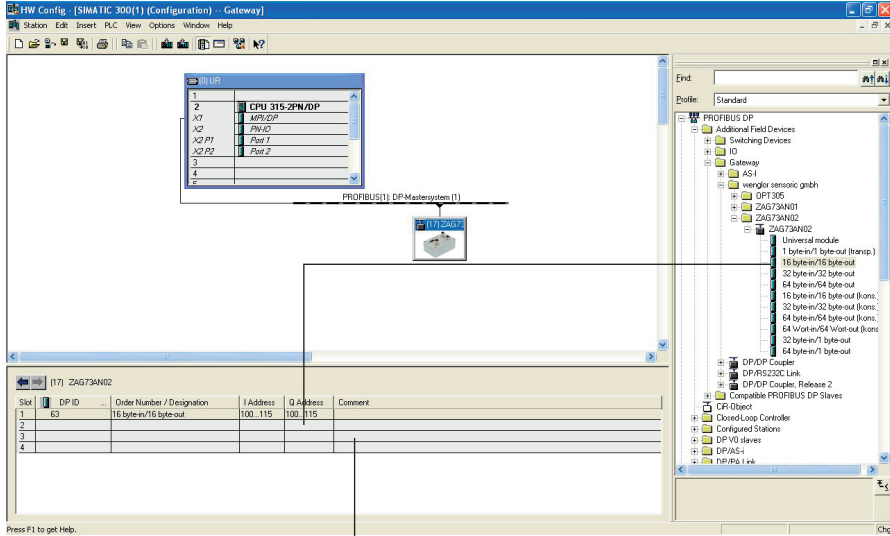 HW Config - [SIMATIC 300(1) (Configuration) -- Gateway]
Station Edit Insert PLC View Options Window Help
(0) UR
1
2 CPU 315-2PN/DP
X1 MPI/DP
X2 PN-IO
X2 P1 Port 1
X2 P2 Port 2
3
4
5
PROFIBUS(1): DP-Mastersystem (1)
(17) ZAG73
(17) ZAG73AN02
Slot DP ID ... Order Number / Designation I Address Q Address Comment
1 63 16 byte-in/16 byte-out 100...115 100...115
2
3
4
Press F1 to get Help.
Find:
Profile: Standard
PROFIBUS DP
Additional Field Devices
Switching Devices
IO
Gateway
AS-I
wenglor sensoric gmbh
OPT305
ZAG73AN01
ZAG73AN02
ZAG73AN02
Universal module
1 byte-in/1 byte-out (transp.)
16 byte-in/16 byte-out
32 byte-in/32 byte-out
64 byte-in/64 byte-out
16 byte-in/16 byte-out (kons.
32 byte-in/32 byte-out (kons.
64 byte-in/64 byte-out (kons.
64 Wort-in/64 Wort-out (kons
32 byte-in/1 byte-out
64 byte-in/1 byte-out
DP/DP Coupler
DP/RS232C Link
DP/DP Coupler, Release 2
Compatible PROFIBUS DP Slaves
CiR-Object
Closed-Loop Controller
Configured Stations
DP V0 slaves
DP/AS-i
DP/PA Link
Chg